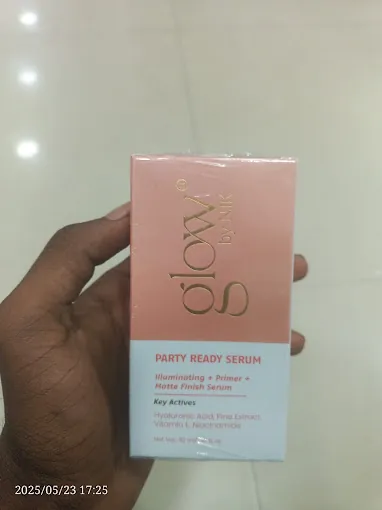 glow
by MK
PARTY READY SERUM
Illuminating + Primer +
Matte Finish Serum
Key Actives
Hyaluronic Acid, Pine Extract
Vitamin E, Niacinamide
2025/05/23 17:25